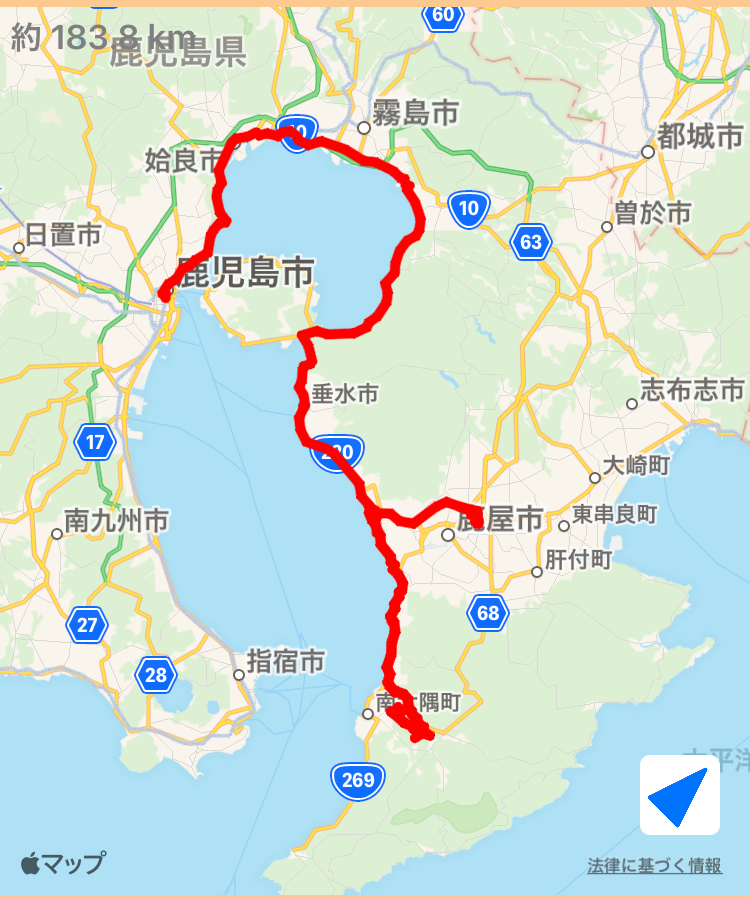 60
約 183.8 km
鹿児島県
霧島市
10
姶良市
都城市
10
曽於市
日置市
63
鹿児島市
垂水市
志布志市
17
220
大崎町
南九州市
鹿屋市
東串良町
肝付町
27
68
指宿市
28
南大隅町
269
太平洋
マップ
法律に基づく情報